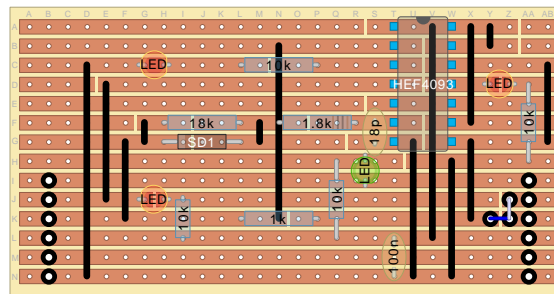 A B C D E F G H I J K L M N O P Q R S T U V W X Y Z AA AB
A
B
C LED 10k
D HEF4093 LED
E
F 18k 1.8k 18p 10k
G SD1
H LED
J LED 10k 10k
K 1k
L
M 100n
N